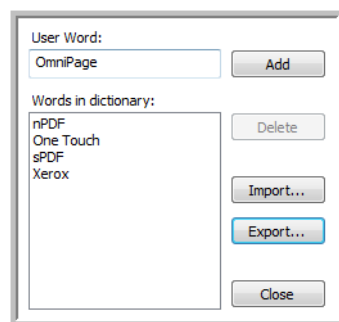 User Word:
OmniPage
Add
Words in dictionary:
nPDF
One Touch
sPDF
Xerox
Delete
Import...
Export...
Close